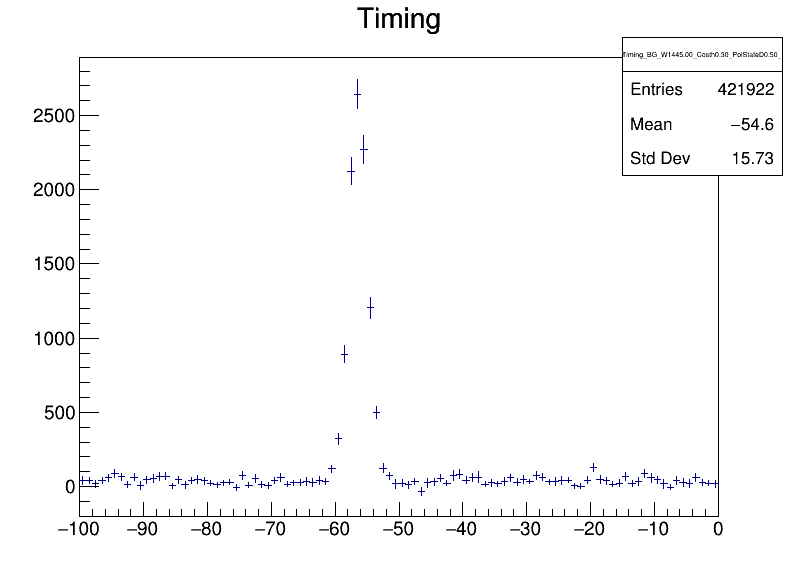 Timing
Timing_BG_W1445.00_Costh0.30_PolStateD0.50_
Entries 421922
Mean −54.6
Std Dev 15.73
2500
2000
1500
1000
500
0
−100 −90 −80 −70 −60 −50 −40 −30 −20 −10 0